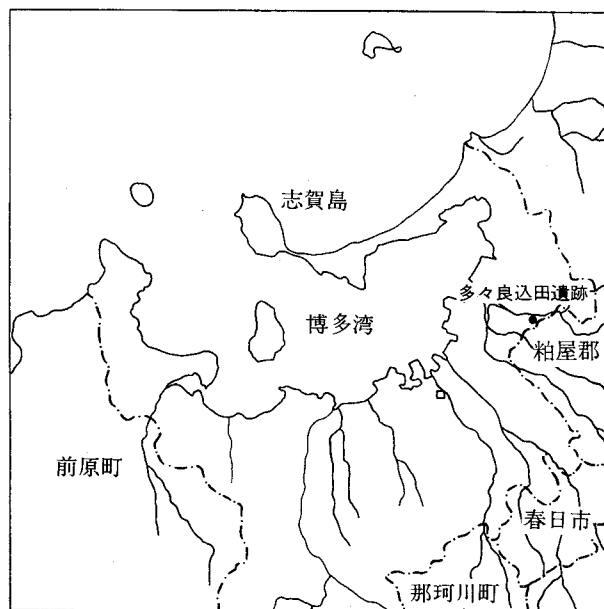 志賀島
多々良込田遺跡
博多湾
粕屋郡
前原町
春日市
那珂川町